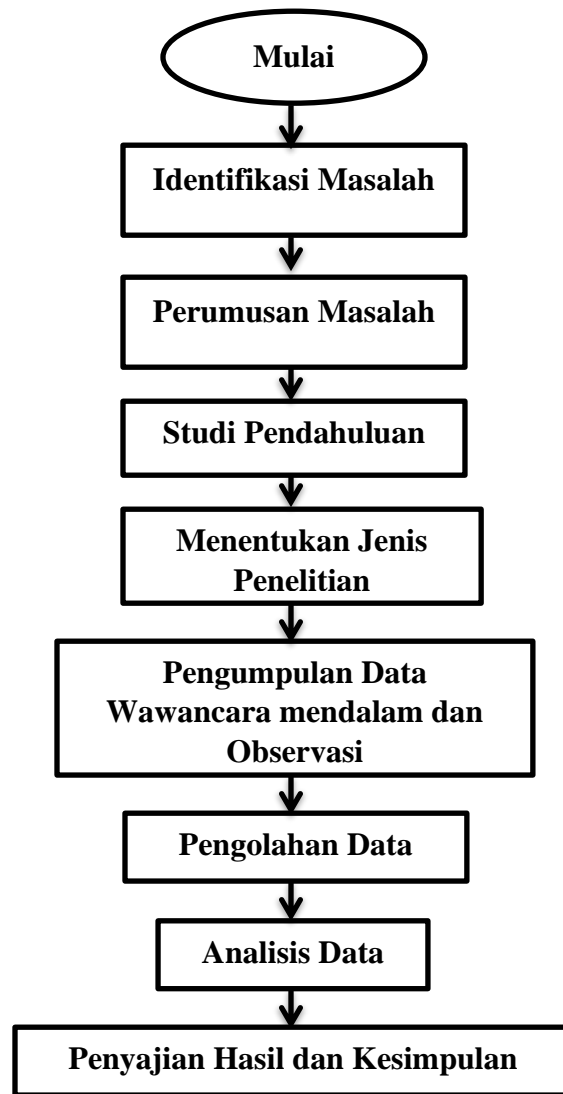 Mulai
Identifikasi Masalah
Perumusan Masalah
Studi Pendahuluan
Menentukan Jenis
Penelitian
Pengumpulan Data
Wawancara mendalam dan
Observasi
Pengolahan Data
Analisis Data
Penyajian Hasil dan Kesimpulan